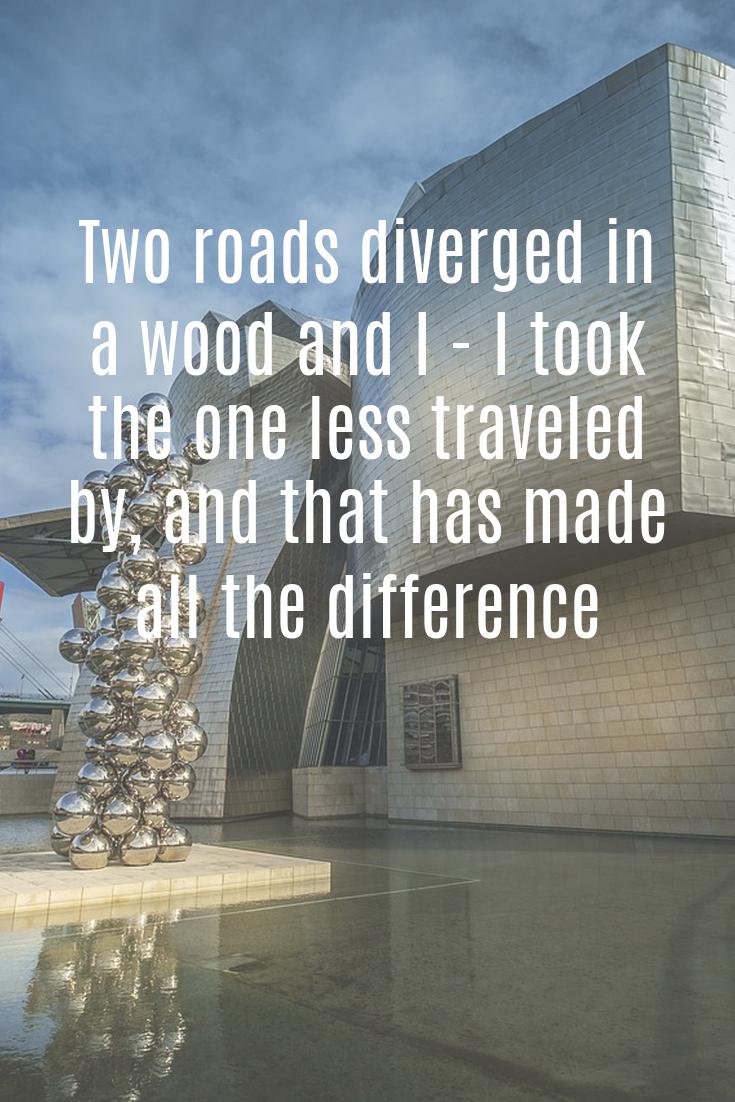 Two roads diverged in
a wood and I - I took
the one less traveled
by, and that has made
all the difference